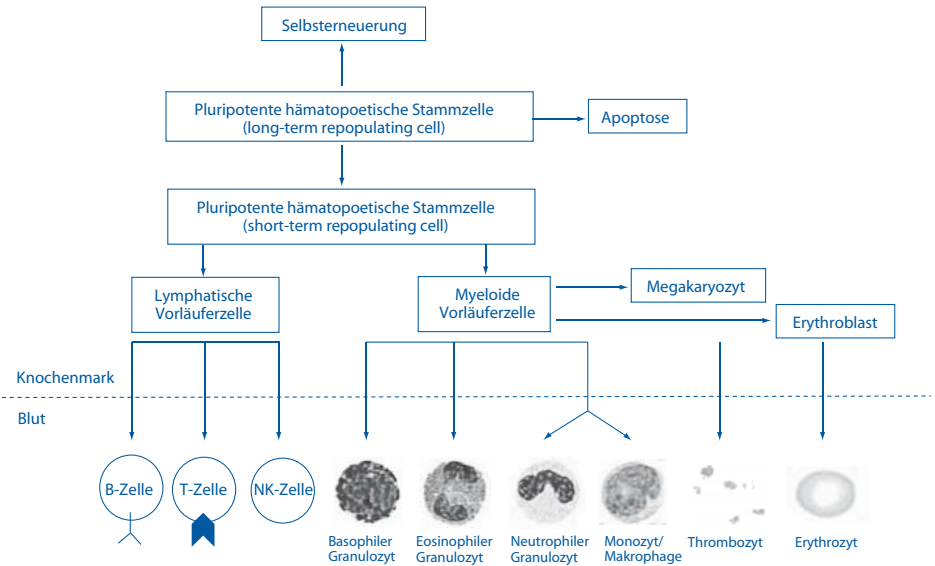 Selbsterneuerung
Pluripotente hämatopoetische Stammzelle
(long-term repopulating cell)
Apoptose
Pluripotente hämatopoetische Stammzelle
(short-term repopulating cell)
Lymphatische
Vorläuferzelle
Myeloide
Vorläuferzelle
Megakaryozyt
Erythroblast
Knochenmark
Blut
B-Zelle
T-Zelle
NK-Zelle
Basophiler
Granulozyt
Eosinophiler
Granulozyt
Neutrophiler
Granulozyt
Monozyt/
Makrophage
Thrombozyt
Erythrozyt